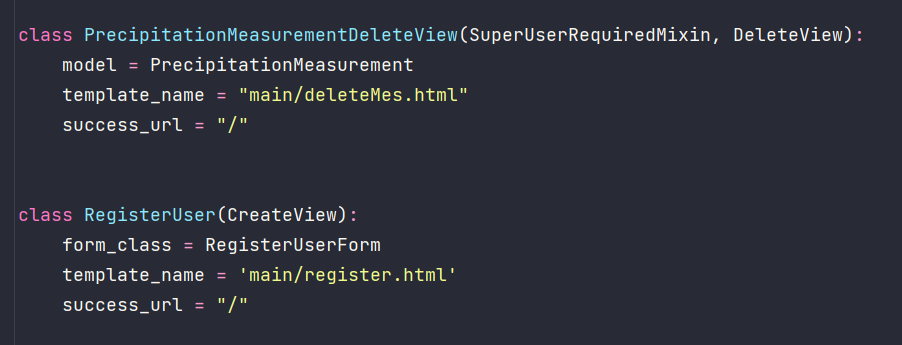 class PrecipitationMeasurementDeleteView(SuperUserRequiredMixin, DeleteView):
    model = PrecipitationMeasurement
    template_name = "main/deleteMes.html"
    success_url = "/"
class RegisterUser(CreateView):
    form_class = RegisterUserForm
    template_name = 'main/register.html'
    success_url = "/"